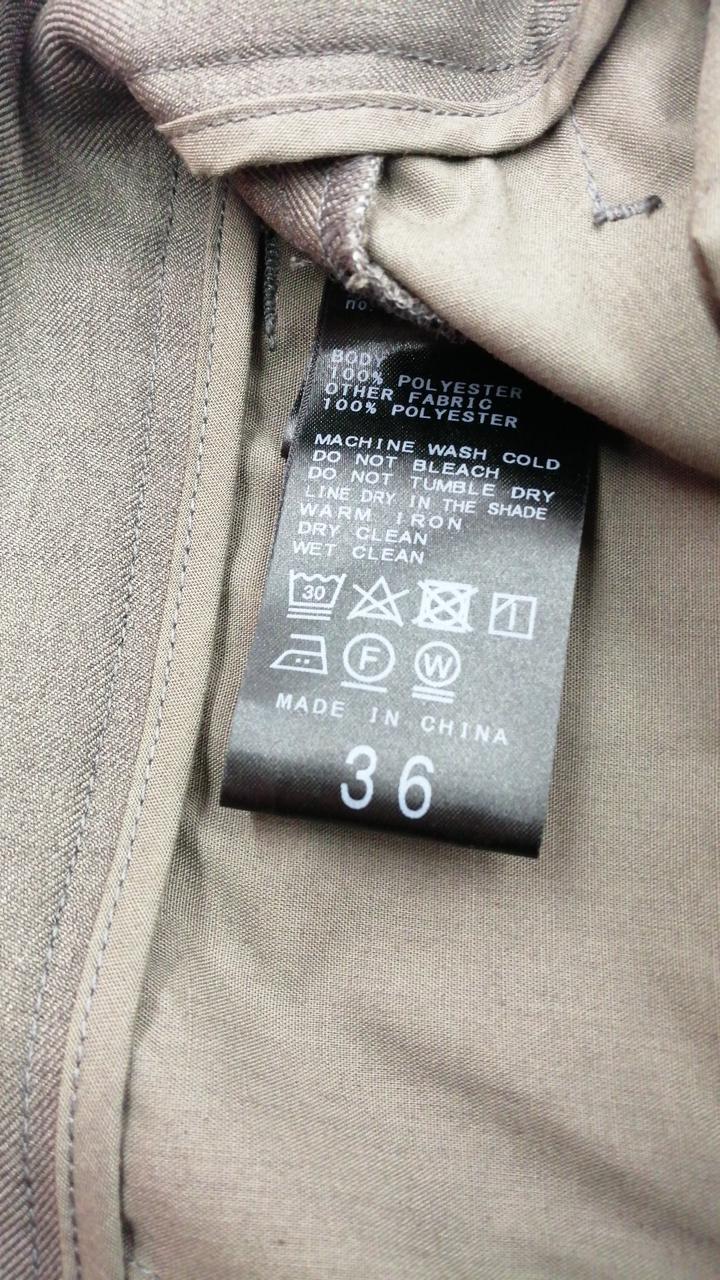 no.
BODY
100% POLYESTER
OTHER FABRIC
100% POLYESTER
MACHINE WASH COLD
DO NOT BLEACH
DO NOT TUMBLE DRY
LINE DRY IN THE SHADE
WARM IRON
DRY CLEAN
WET CLEAN
30
F W
MADE IN CHINA
36